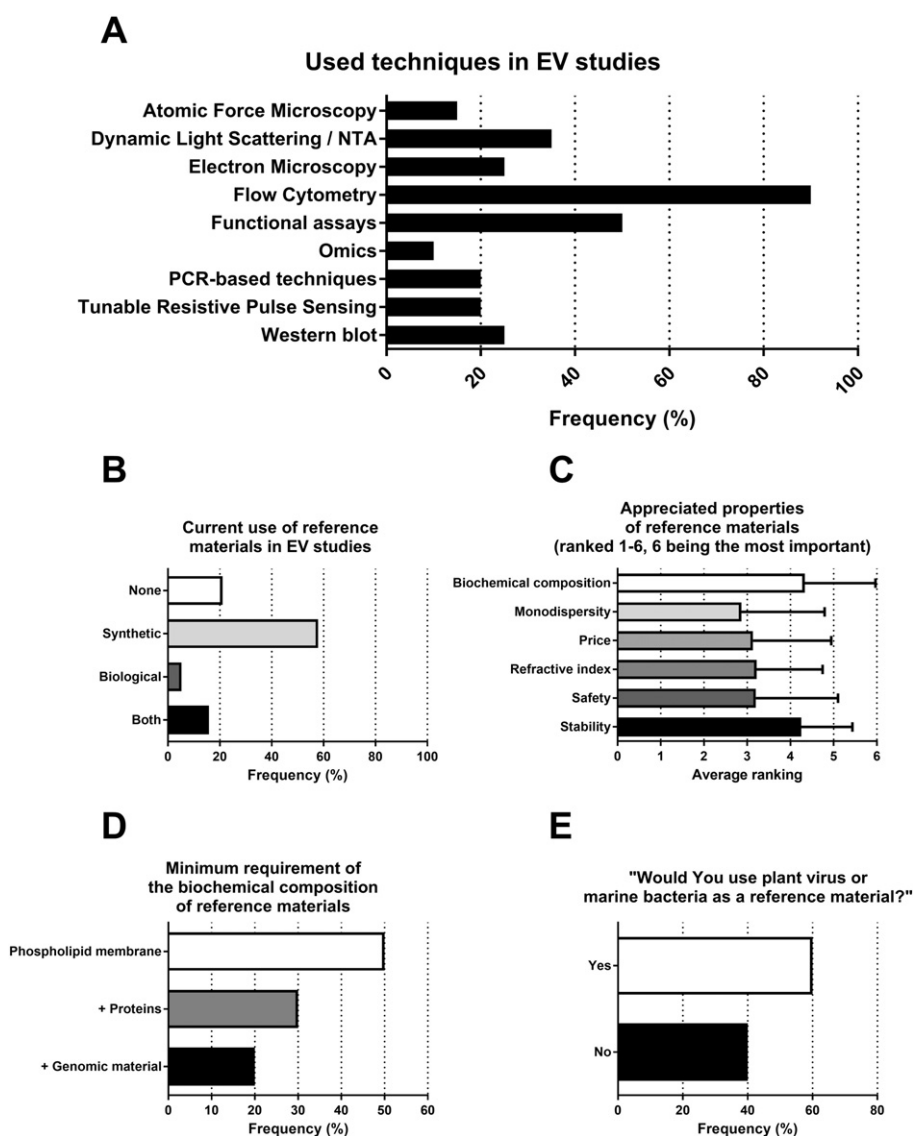 A
Used techniques in EV studies
Atomic Force Microscopy
Dynamic Light Scattering / NTA
Electron Microscopy
Flow Cytometry
Functional assays
Omics
PCR-based techniques
Tunable Resistive Pulse Sensing
Western blot
0 20 40 60 80 100
Frequency (%)
B
Current use of reference
materials in EV studies
None
Synthetic
Biological
Both
0 20 40 60 80 100
Frequency (%)
C
Appreciated properties
of reference materials
(ranked 1-6, 6 being the most important)
Biochemical composition
Monodispersity
Price
Refractive index
Safety
Stability
0 1 2 3 4 5 6
Average ranking
D
Minimum requirement of
the biochemical composition
of reference materials
Phospholipid membrane
+ Proteins
+ Genomic material
0 10 20 30 40 50 60
Frequency (%)
E
"Would You use plant virus or
marine bacteria as a reference material?"
Yes
No
0 20 40 60 80
Frequency (%)